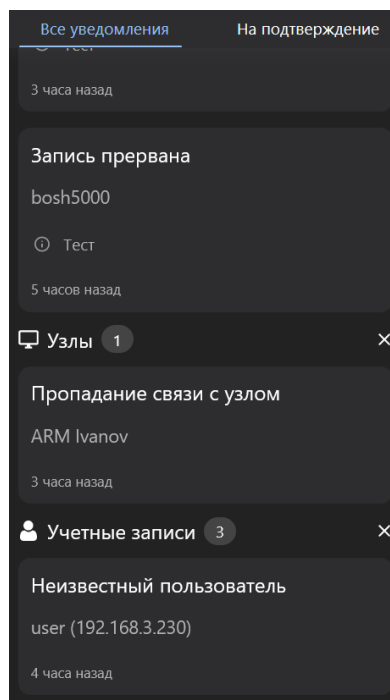 Все уведомления На подтверждение
Тест
3 часа назад
Запись прервана
bosh5000
Тест
5 часов назад
Узлы 1
Пропадание связи с узлом
ARM Ivanov
3 часа назад
Учетные записи 3
Неизвестный пользователь
user (192.168.3.230)
4 часа назад